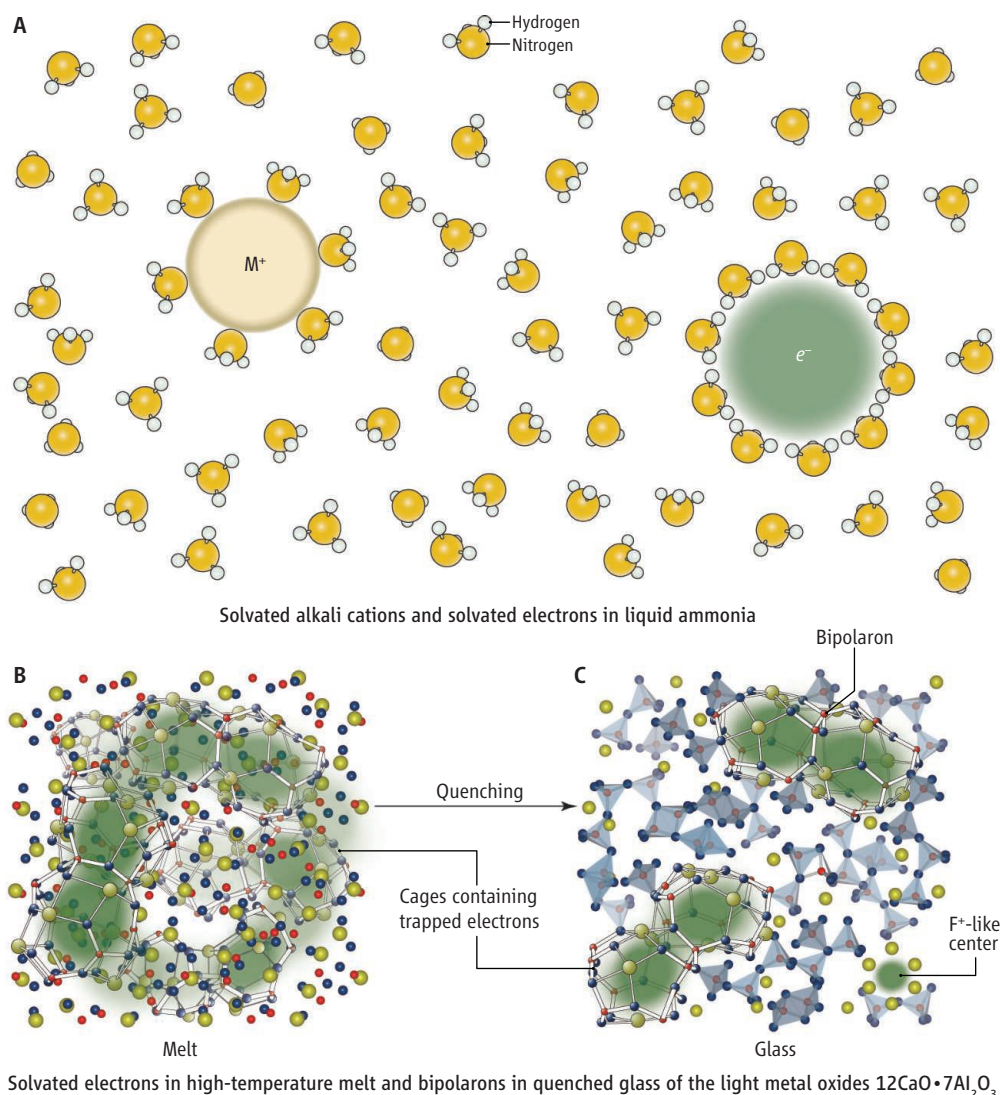 A
Hydrogen
Nitrogen
M⁺
e⁻
Solvated alkali cations and solvated electrons in liquid ammonia
Bipolaron
B
C
Quenching
Cages containing
trapped electrons
F⁺-like
center
Melt
Glass
Solvated electrons in high-temperature melt and bipolarons in quenched glass of the light metal oxides 12CaO•7Al₂O₃